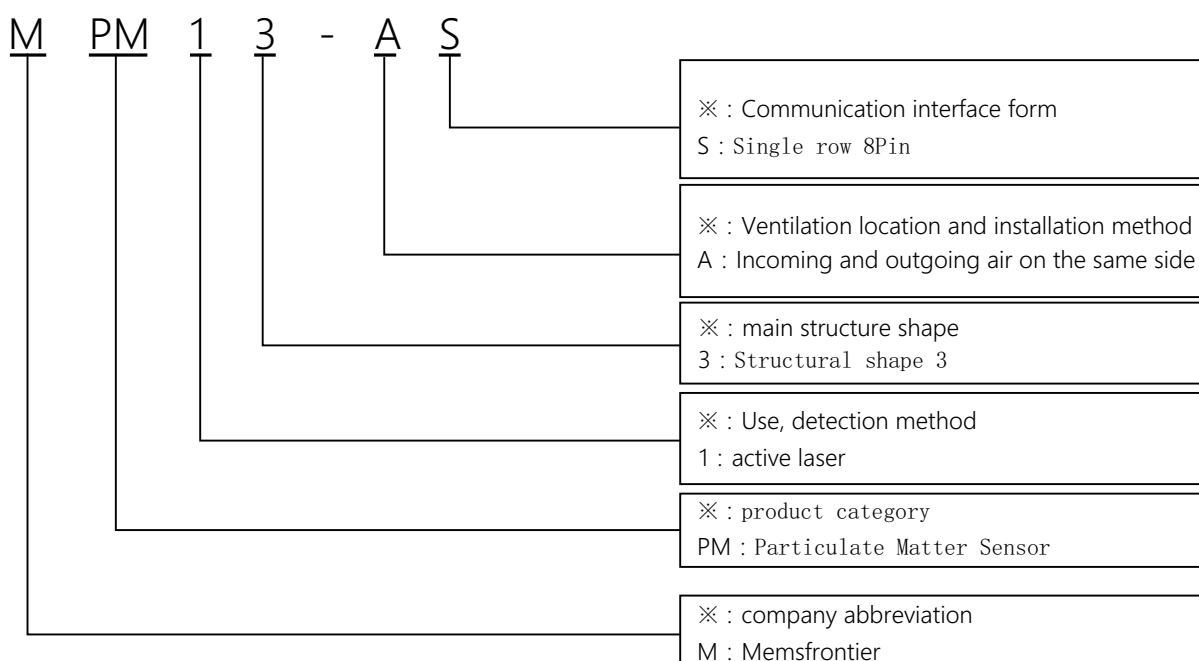 M PM 1 3 - A S
※ : Communication interface form
S : Single row 8Pin
※ : Ventilation location and installation method
A : Incoming and outgoing air on the same side
※ : main structure shape
3 : Structural shape 3
※ : Use, detection method
1 : active laser
※ : product category
PM : Particulate Matter Sensor
※ : company abbreviation
M : Memsfrontier